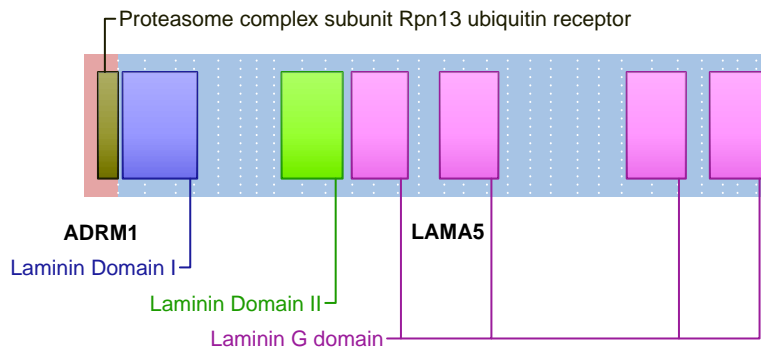 Proteasome complex subunit Rpn13 ubiquitin receptor
ADRM1
LAMA5
Laminin Domain I
Laminin Domain II
Laminin G domain